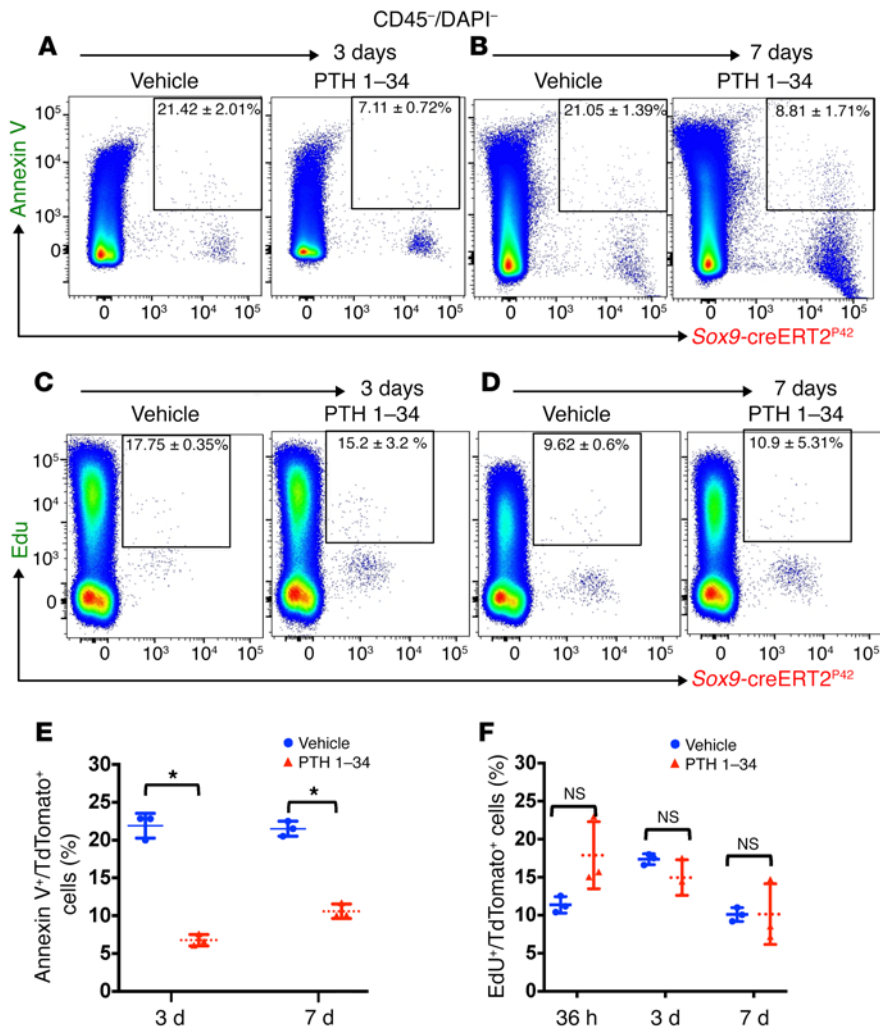 CD45⁻/DAPI⁻
A
3 days
B
7 days
Vehicle
PTH 1–34
Vehicle
PTH 1–34
Annexin V
10⁵
10⁴
10³
0
21.42 ± 2.01%
7.11 ± 0.72%
21.05 ± 1.39%
8.81 ± 1.71%
0 10³ 10⁴ 10⁵
0 10³ 10⁴ 10⁵
0 10³ 10⁴ 10⁵
0 10³ 10⁴ 10⁵
Sox9-creERT2ᴾ⁴²
C
3 days
D
7 days
Vehicle
PTH 1–34
Vehicle
PTH 1–34
Edu
10⁵
10⁴
10³
0
17.75 ± 0.35%
15.2 ± 3.2 %
9.62 ± 0.6%
10.9 ± 5.31%
0 10³ 10⁴ 10⁵
0 10³ 10⁴ 10⁵
0 10³ 10⁴ 10⁵
0 10³ 10⁴ 10⁵
Sox9-creERT2ᴾ⁴²
E
Vehicle
PTH 1–34
Annexin V⁺/TdTomato⁺
cells (%)
30
25
20
15
10
5
0
*
*
3 d
7 d
F
Vehicle
PTH 1–34
EdU⁺/TdTomato⁺ cells (%)
30
25
20
15
10
5
0
NS
NS
NS
36 h
3 d
7 d